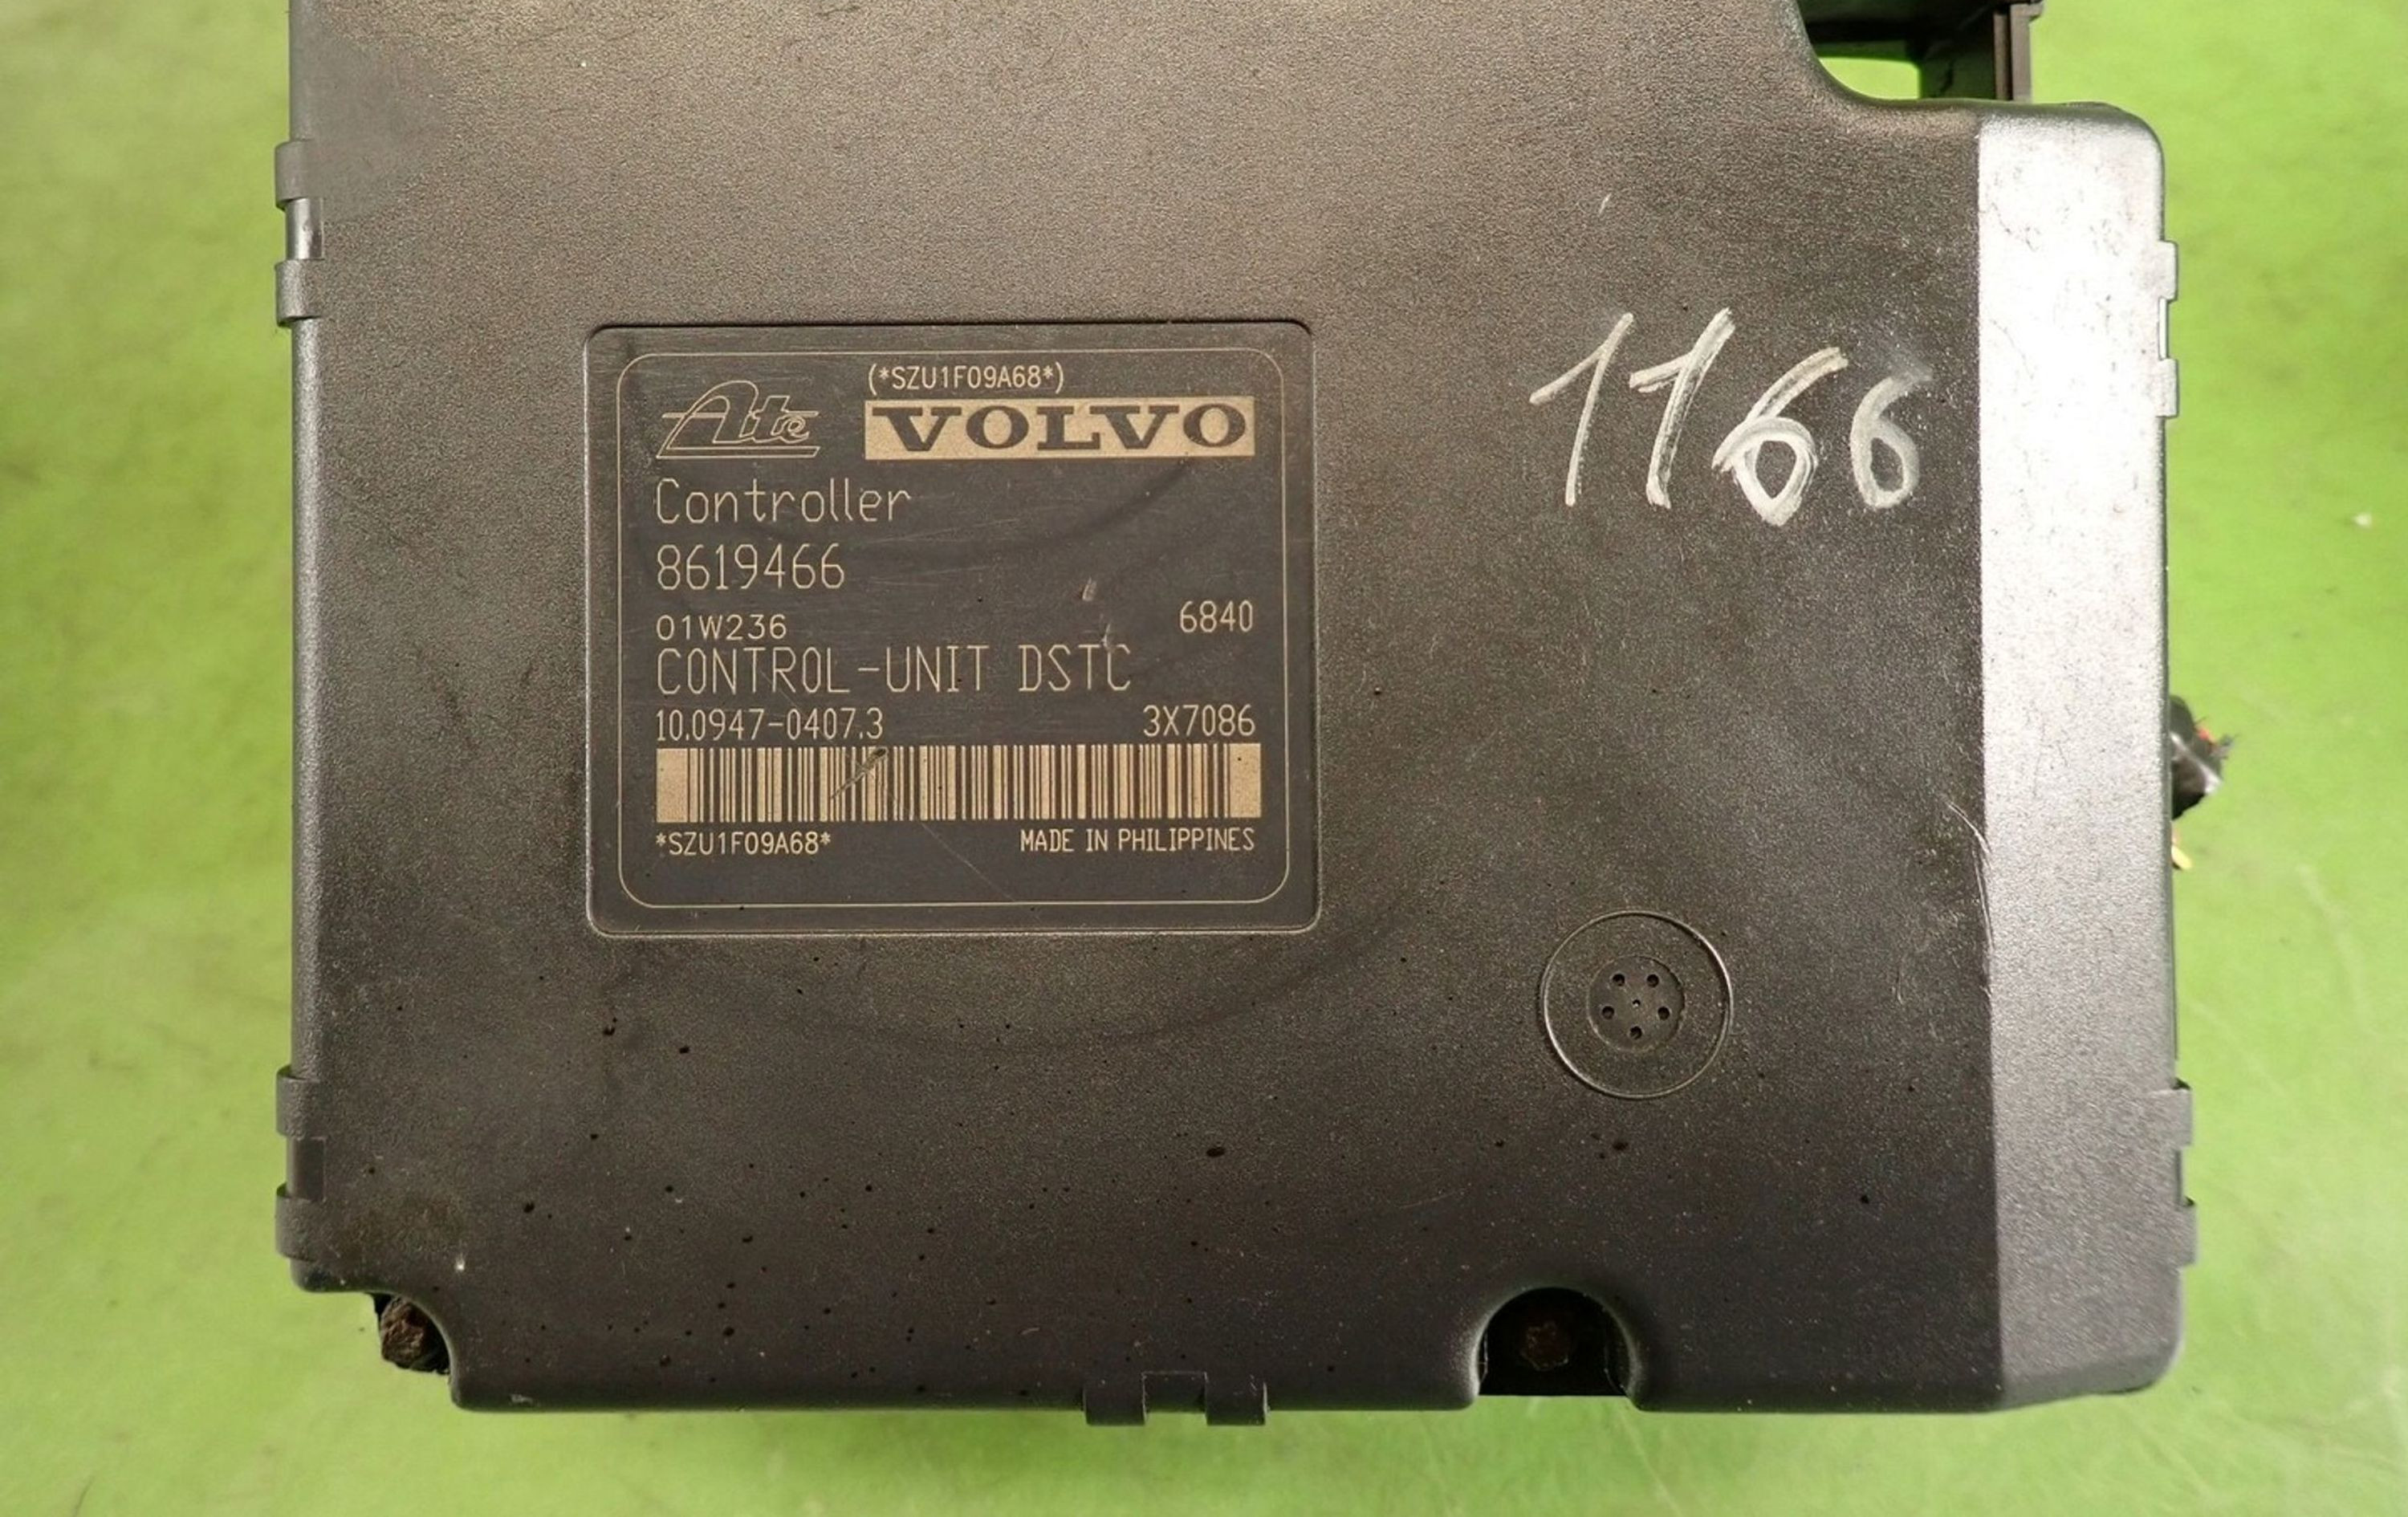 (*SZU1F09A68*)
Ate VOLVO
1166
Controller
8619466
01W236 6840
CONTROL-UNIT DSTC
10.0947-0407.3 3X7086
*SZU1F09A68* MADE IN PHILIPPINES